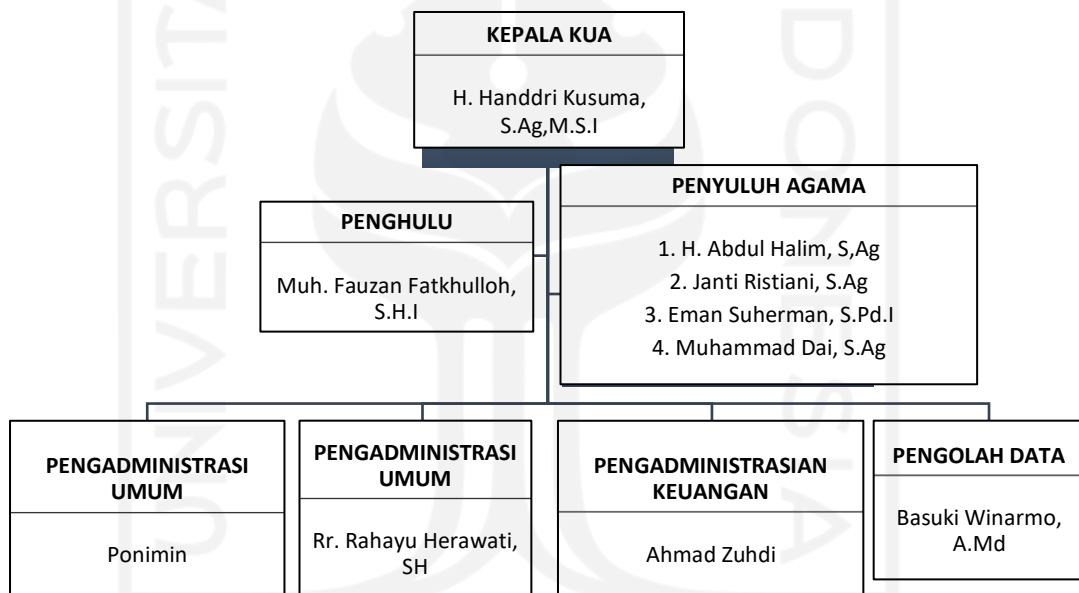 KEPALA KUA
H. Handdri Kusuma,
S.Ag,M.S.I
PENYULUH AGAMA
1. H. Abdul Halim, S,Ag
2. Janti Ristiani, S.Ag
3. Eman Suherman, S.Pd.I
4. Muhammad Dai, S.Ag
PENGHULU
Muh. Fauzan Fatkhulloh,
S.H.I
PENGADMINISTRASI
UMUM
Ponimin
PENGADMINISTRASI
UMUM
Rr. Rahayu Herawati,
SH
PENGADMINISTRASIAN
KEUANGAN
Ahmad Zuhdi
PENGOLAH DATA
Basuki Winarmo,
A.Md
UNIVERSITA
DONESIA